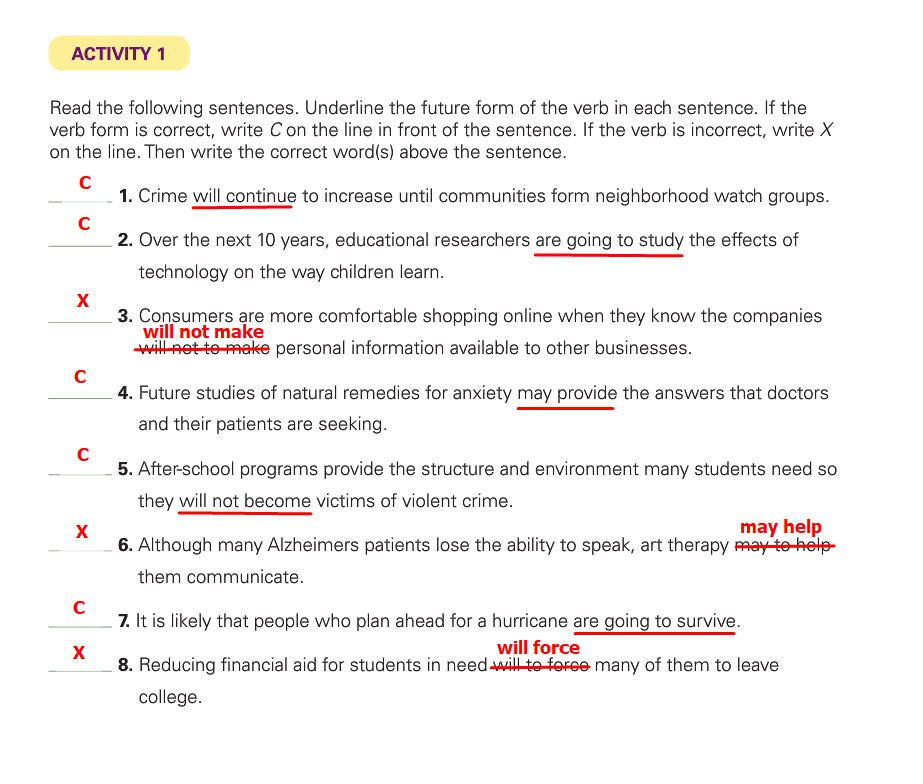 ACTIVITY 1
Read the following sentences. Underline the future form of the verb in each sentence. If the
verb form is correct, write C on the line in front of the sentence. If the verb is incorrect, write X
on the line. Then write the correct word(s) above the sentence.
C
1. Crime will continue to increase until communities form neighborhood watch groups.
C
2. Over the next 10 years, educational researchers are going to study the effects of
technology on the way children learn.
X
3. Consumers are more comfortable shopping online when they know the companies
will not make
will not to make personal information available to other businesses.
C
4. Future studies of natural remedies for anxiety may provide the answers that doctors
and their patients are seeking.
C
5. After-school programs provide the structure and environment many students need so
they will not become victims of violent crime.
X
may help
6. Although many Alzheimers patients lose the ability to speak, art therapy may to help
them communicate.
C
7. It is likely that people who plan ahead for a hurricane are going to survive.
X
will force
8. Reducing financial aid for students in need will to force many of them to leave
college.